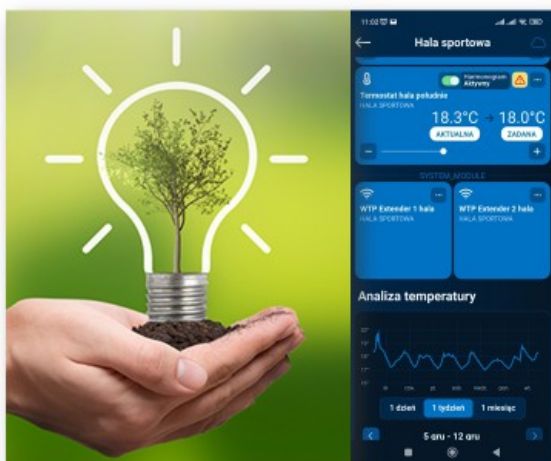 11:02
Hala sportowa
Harmonogram
Aktywny
Termostat hala południe
HALA SPORTOWA
18.3°C → 18.0°C
AKTUALNA ZADANA
SYSTEM_MODULE
WTP Extender 1 hala
HALA SPORTOWA
WTP Extender 2 hala
HALA SPORTOWA
Analiza temperatury
1 dzień 1 tydzień 1 miesiąc
5 gru - 12 gru